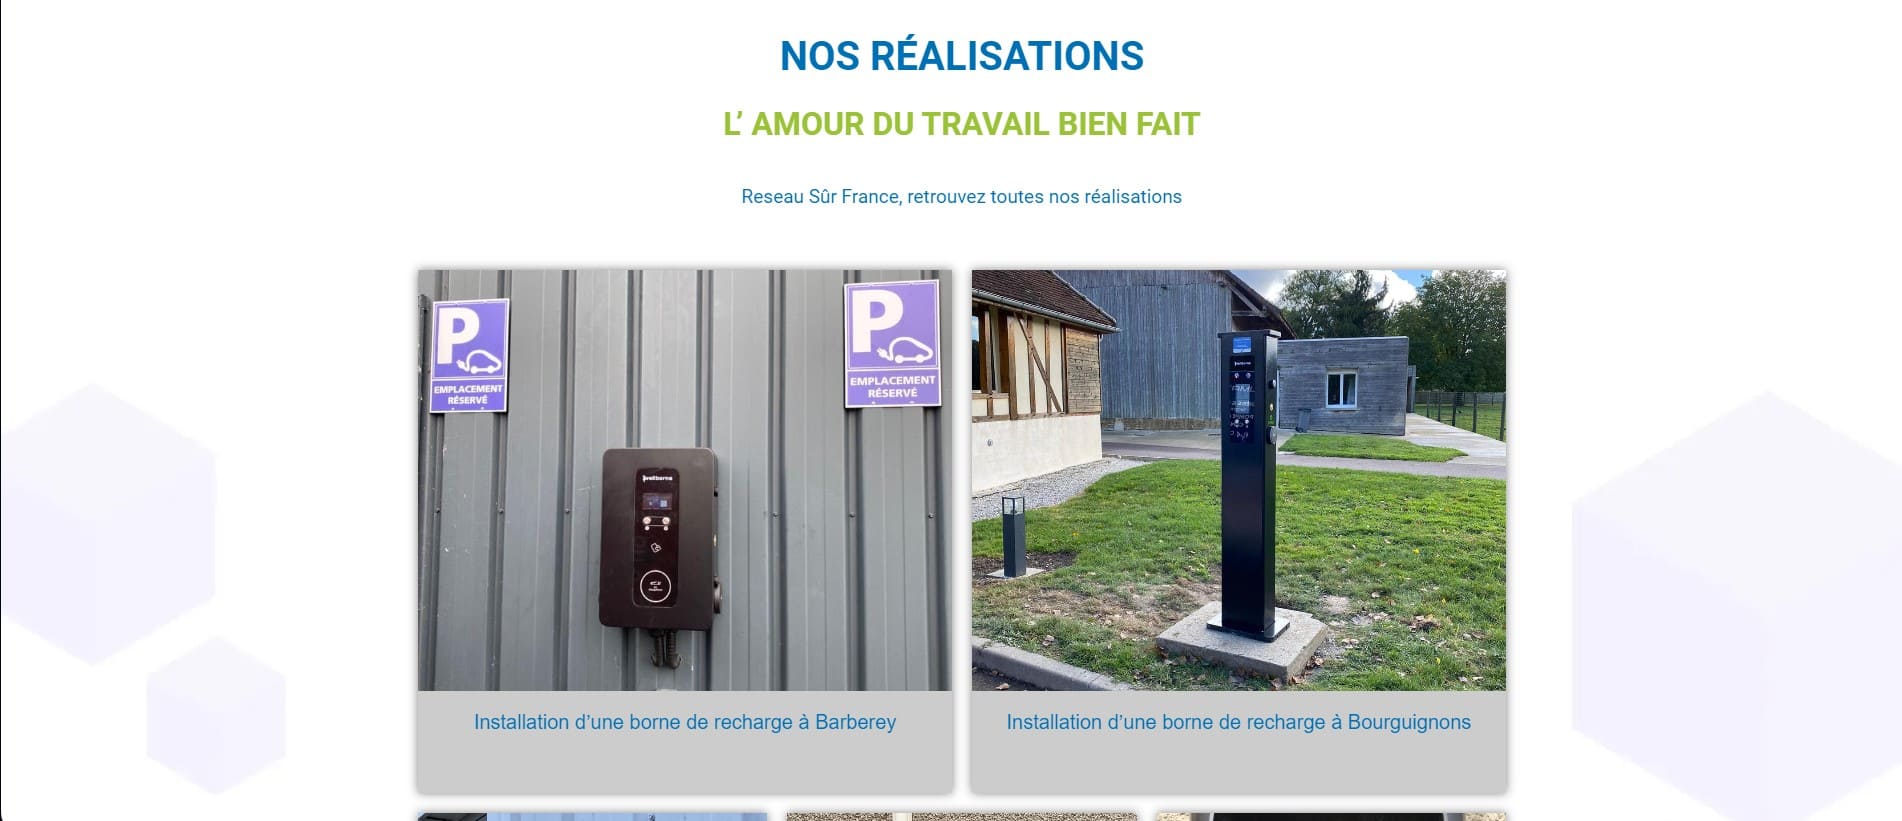 NOS RÉALISATIONS
L’ AMOUR DU TRAVAIL BIEN FAIT
Reseau Sûr France, retrouvez toutes nos réalisations
P
EMPLACEMENT
RÉSERVÉ
P
EMPLACEMENT
RÉSERVÉ
wallborne
Installation d’une borne de recharge à Barberey
Installation d’une borne de recharge à Bourguignons